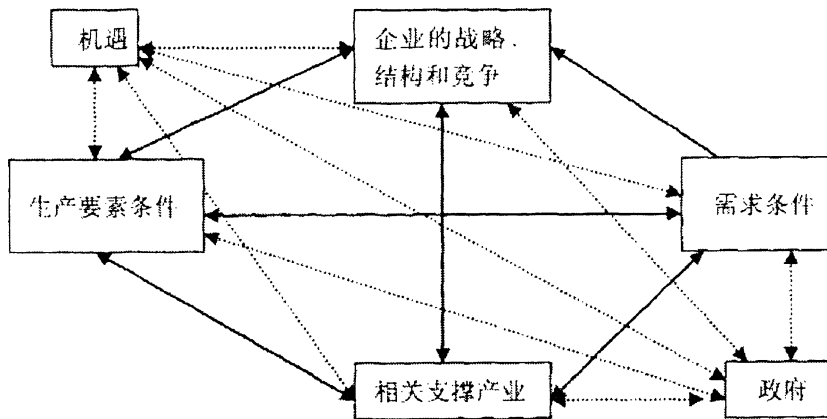 机遇
企业的战略、
结构和竞争
生产要素条件
需求条件
相关支撑产业
政府